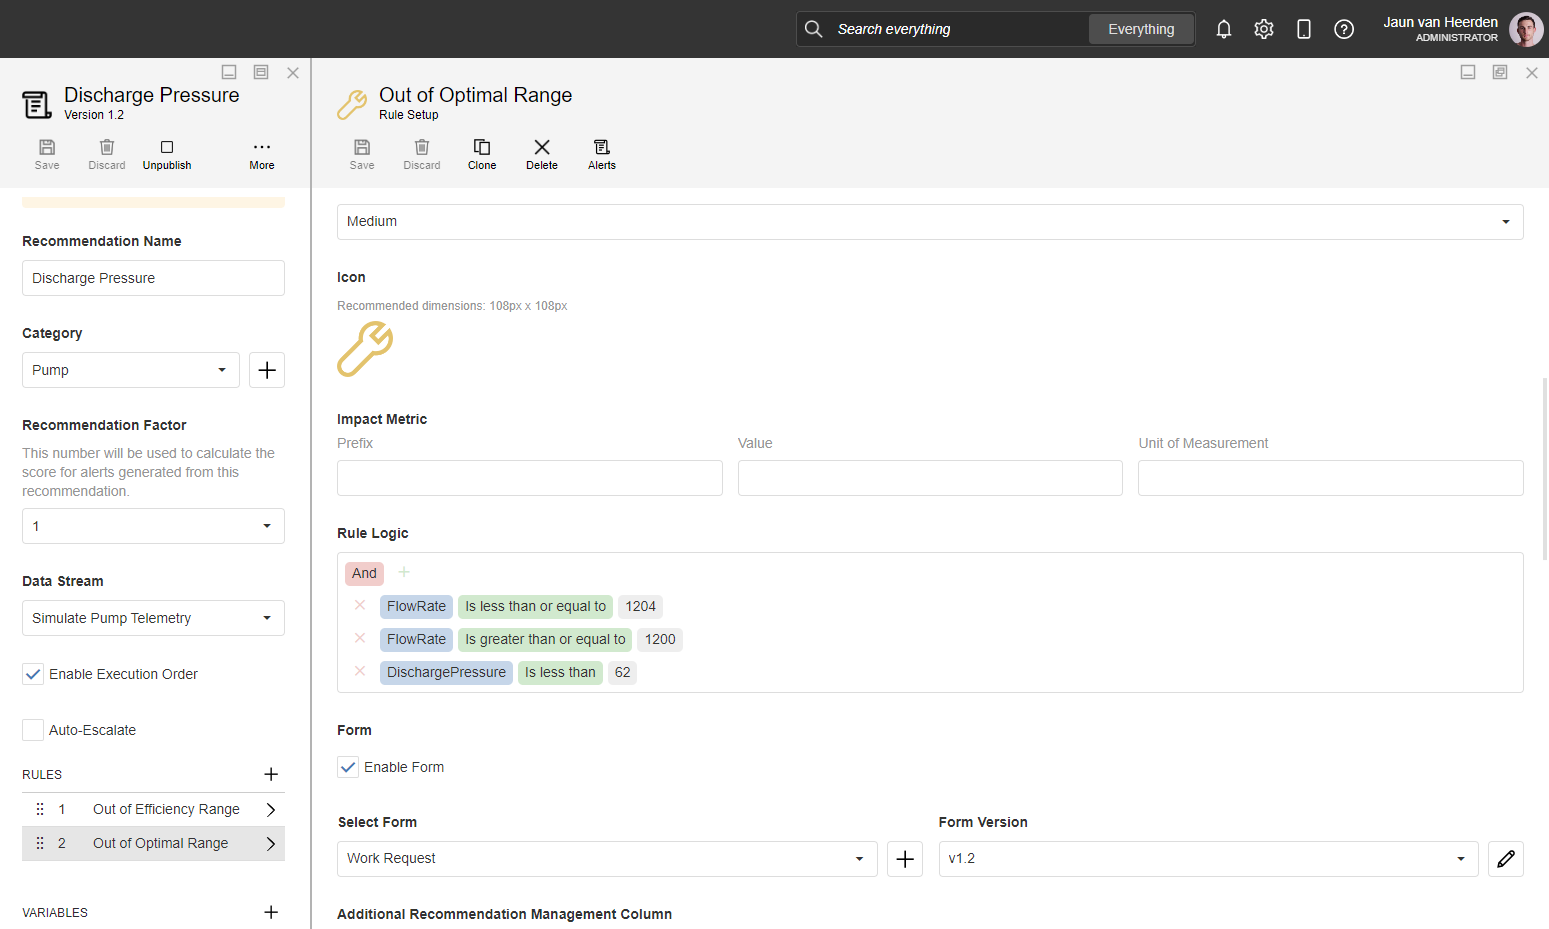 Search everything
Everything
Jaun van Heerden
ADMINISTRATOR
Discharge Pressure
Version 1.2
Save
Discard
Unpublish
More
Recommendation Name
Discharge Pressure
Category
Pump
Recommendation Factor
This number will be used to calculate the
score for alerts generated from this
recommendation.
1
Data Stream
Simulate Pump Telemetry
Enable Execution Order
Auto-Escalate
RULES
1 Out of Efficiency Range
2 Out of Optimal Range
VARIABLES
Out of Optimal Range
Rule Setup
Save
Discard
Clone
Delete
Alerts
Medium
Icon
Recommended dimensions: 108px x 108px
Impact Metric
Prefix
Value
Unit of Measurement
Rule Logic
And
FlowRate Is less than or equal to 1204
FlowRate Is greater than or equal to 1200
DischargePressure Is less than 62
Form
Enable Form
Select Form
Work Request
Form Version
v1.2
Additional Recommendation Management Column